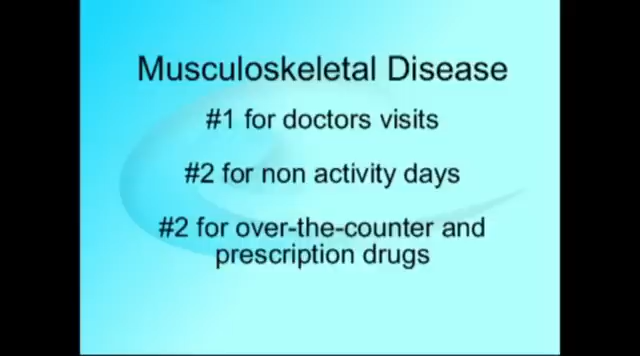 Musculoskeletal Disease
#1 for doctors visits
#2 for non activity days
#2 for over-the-counter and
prescription drugs